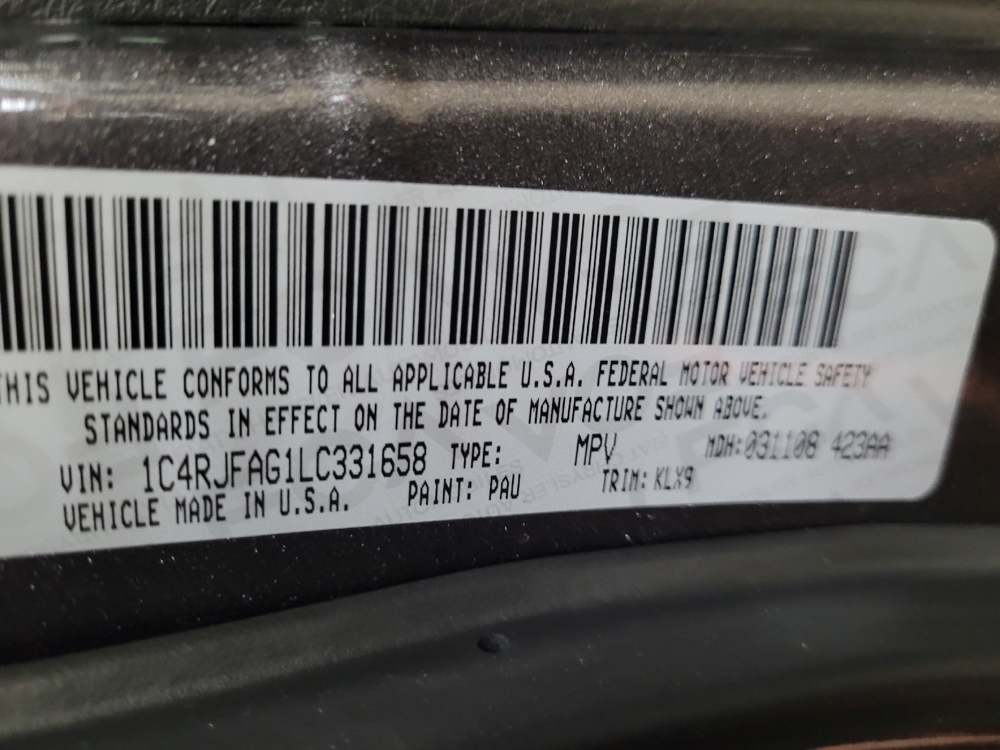 THIS VEHICLE CONFORMS TO ALL APPLICABLE U.S.A. FEDERAL MOTOR VEHICLE SAFETY
STANDARDS IN EFFECT ON THE DATE OF MANUFACTURE SHOWN ABOVE.
VIN: 1C4RJFAG1LC331658 TYPE: MPV MDH:031108 423AA
VEHICLE MADE IN U.S.A. PAINT: PAU TRIM: KLX9